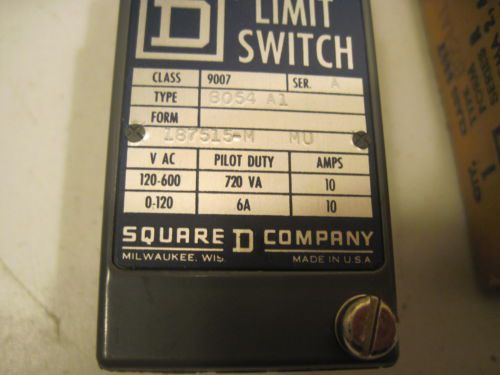 D
LIMIT
SWITCH
CLASS 9007 SER. A
TYPE BO54 A1
FORM
187515-M MU
V AC PILOT DUTY AMPS
120-600 720 VA 10
0-120 6A 10
SQUARE D COMPANY
MILWAUKEE, WIS. MADE IN U.S.A.